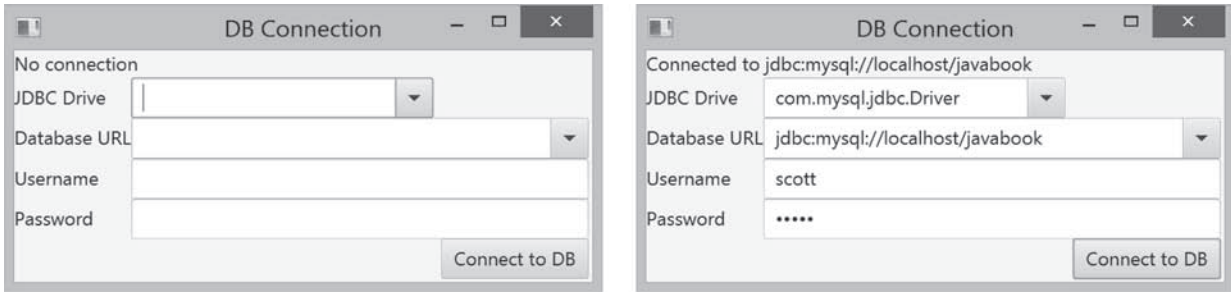 DB Connection
No connection
JDBC Drive
Database URL
Username
Password
Connect to DB
DB Connection
Connected to jdbc:mysql://localhost/javabook
JDBC Drive com.mysql.jdbc.Driver
Database URL jdbc:mysql://localhost/javabook
Username scott
Password •••••
Connect to DB